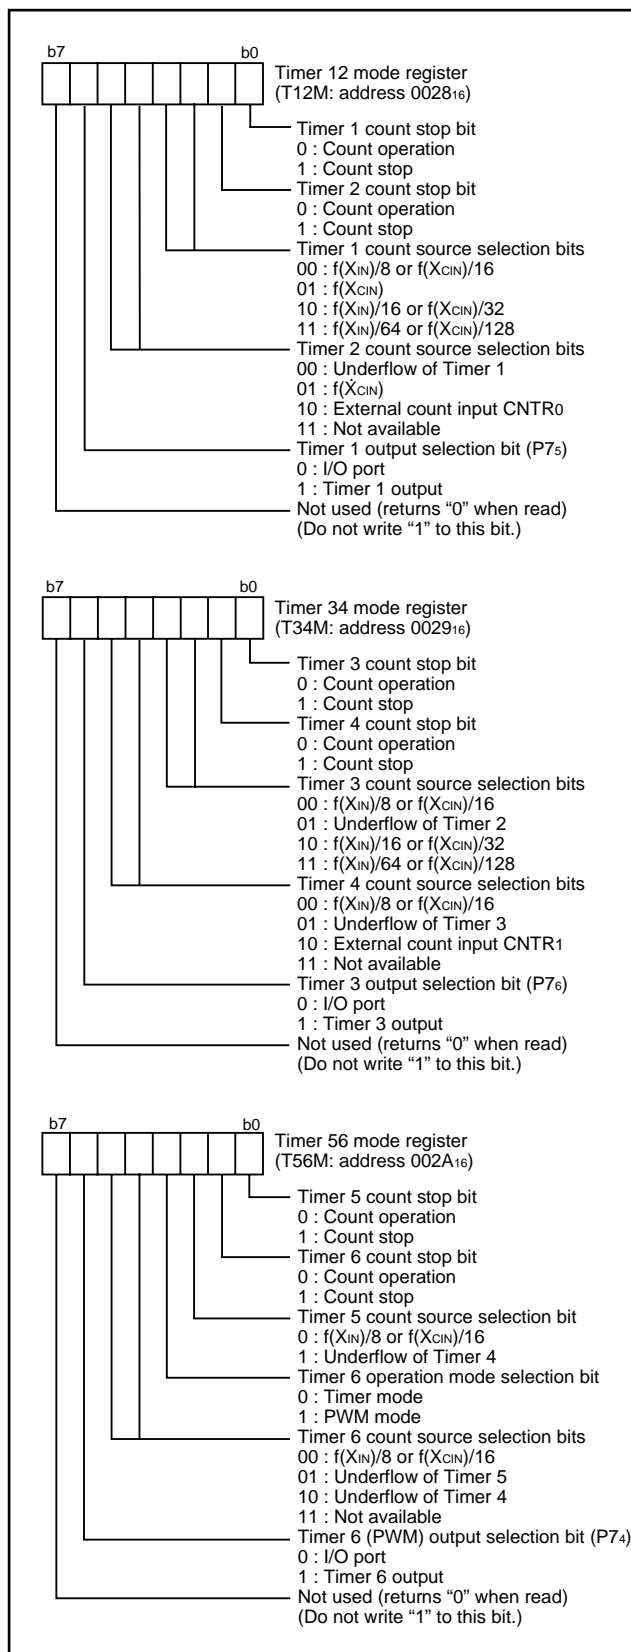 b7 b0
Timer 12 mode register
(T12M: address 002816)
Timer 1 count stop bit
0 : Count operation
1 : Count stop
Timer 2 count stop bit
0 : Count operation
1 : Count stop
Timer 1 count source selection bits
00 : f(XIN)/8 or f(XCIN)/16
01 : f(XCIN)
10 : f(XIN)/16 or f(XCIN)/32
11 : f(XIN)/64 or f(XCIN)/128
Timer 2 count source selection bits
00 : Underflow of Timer 1
01 : f(XCIN)
10 : External count input CNTR0
11 : Not available
Timer 1 output selection bit (P75)
0 : I/O port
1 : Timer 1 output
Not used (returns “0” when read)
(Do not write “1” to this bit.)
b7 b0
Timer 34 mode register
(T34M: address 002916)
Timer 3 count stop bit
0 : Count operation
1 : Count stop
Timer 4 count stop bit
0 : Count operation
1 : Count stop
Timer 3 count source selection bits
00 : f(XIN)/8 or f(XCIN)/16
01 : Underflow of Timer 2
10 : f(XIN)/16 or f(XCIN)/32
11 : f(XIN)/64 or f(XCIN)/128
Timer 4 count source selection bits
00 : f(XIN)/8 or f(XCIN)/16
01 : Underflow of Timer 3
10 : External count input CNTR1
11 : Not available
Timer 3 output selection bit (P76)
0 : I/O port
1 : Timer 3 output
Not used (returns “0” when read)
(Do not write “1” to this bit.)
b7 b0
Timer 56 mode register
(T56M: address 002A16)
Timer 5 count stop bit
0 : Count operation
1 : Count stop
Timer 6 count stop bit
0 : Count operation
1 : Count stop
Timer 5 count source selection bit
0 : f(XIN)/8 or f(XCIN)/16
1 : Underflow of Timer 4
Timer 6 operation mode selection bit
0 : Timer mode
1 : PWM mode
Timer 6 count source selection bits
00 : f(XIN)/8 or f(XCIN)/16
01 : Underflow of Timer 5
10 : Underflow of Timer 4
11 : Not available
Timer 6 (PWM) output selection bit (P74)
0 : I/O port
1 : Timer 6 output
Not used (returns “0” when read)
(Do not write “1” to this bit.)